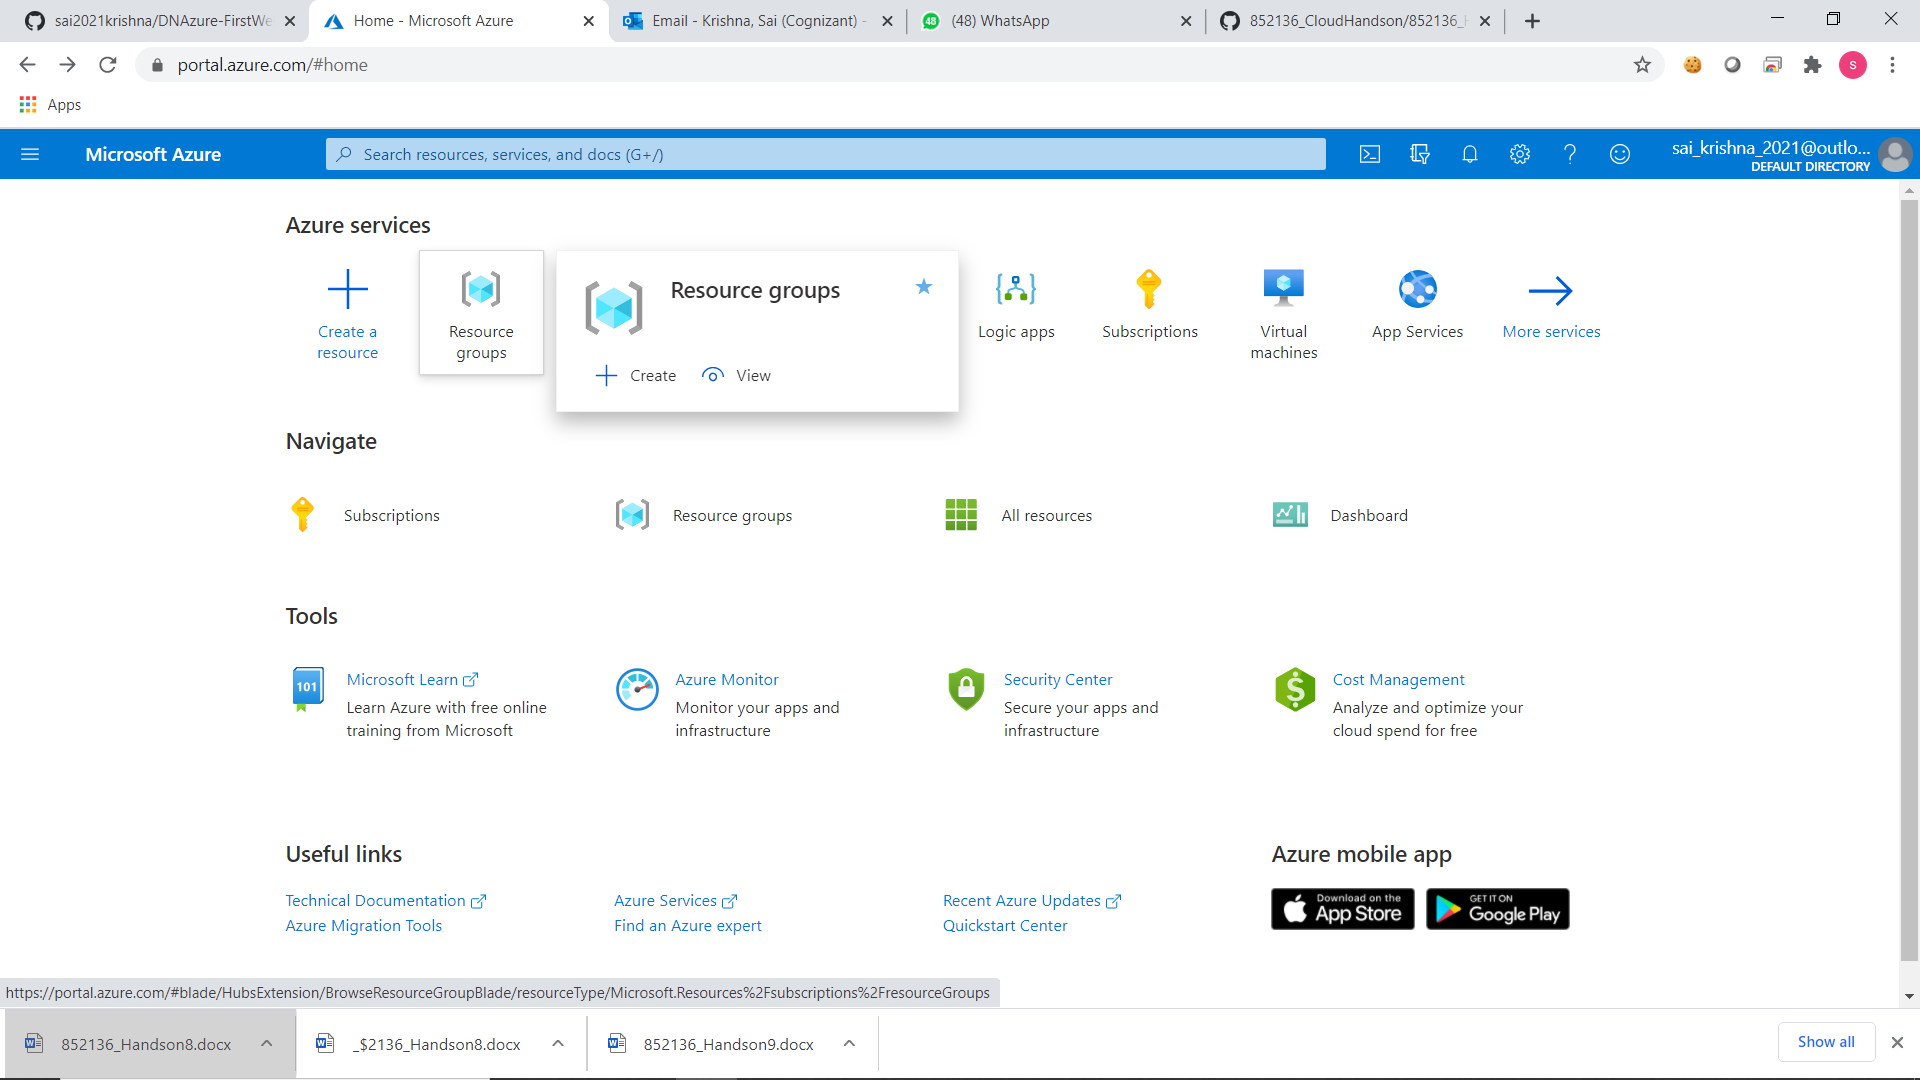 sai2021krishna/DNAzure-FirstWe
Home - Microsoft Azure
Email - Krishna, Sai (Cognizant) -
48
(48) WhatsApp
852136_CloudHandson/852136_
portal.azure.com/#home
S
Apps
Microsoft Azure
Search resources, services, and docs (G+/)
sai_krishna_2021@outlo...
DEFAULT DIRECTORY
Azure services
Create a
resource
Resource
groups
Resource groups
Create
View
Logic apps
Subscriptions
Virtual
machines
App Services
More services
Navigate
Subscriptions
Resource groups
All resources
Dashboard
Tools
101
Microsoft Learn
Learn Azure with free online
training from Microsoft
Azure Monitor
Monitor your apps and
infrastructure
Security Center
Secure your apps and
infrastructure
Cost Management
Analyze and optimize your
cloud spend for free
Useful links
Technical Documentation
Azure Migration Tools
Azure Services
Find an Azure expert
Recent Azure Updates
Quickstart Center
Azure mobile app
Download on the
App Store
GET IT ON
Google Play
https://portal.azure.com/#blade/HubsExtension/BrowseResourceGroupBlade/resourceType/Microsoft.Resources%2Fsubscriptions%2FresourceGroups
852136_Handson8.docx
_$2136_Handson8.docx
852136_Handson9.docx
Show all